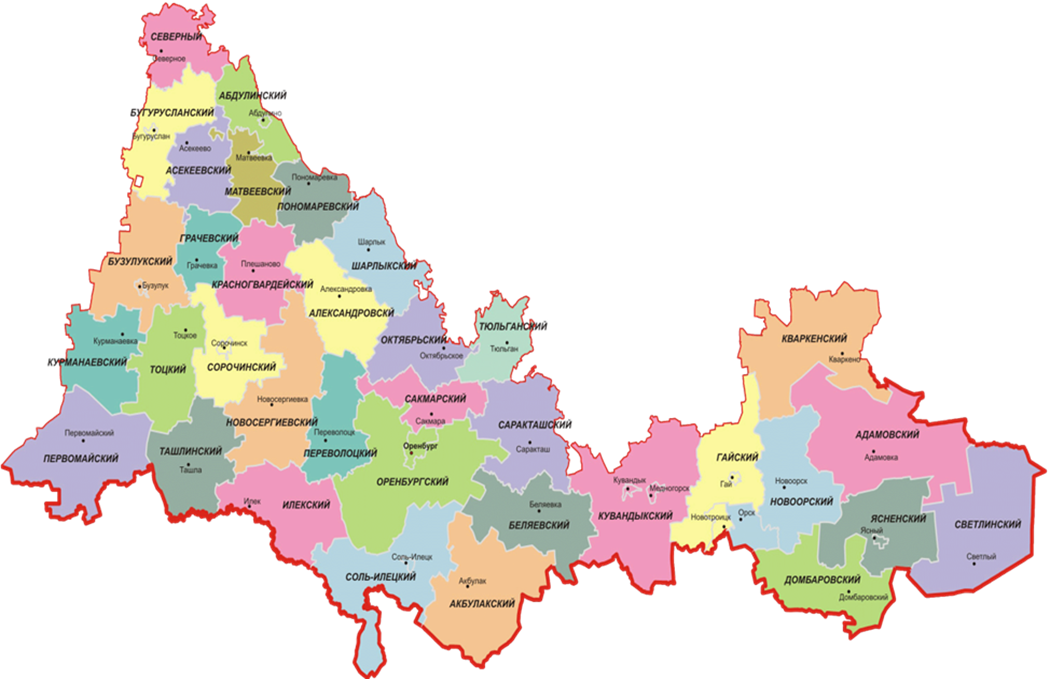 СЕВЕРНЫЙ
Северное
АБДУЛИНСКИЙ
Абдулино
БУГУРУСЛАНСКИЙ
Бугуруслан
Асекеево
АСЕКЕЕВСКИЙ
Матвеевка
МАТВЕЕВСКИЙ
Пономаревка
ПОНОМАРЕВСКИЙ
ГРАЧЕВСКИЙ
Грачевка
Шарлык
ШАРЛЫКСКИЙ
БУЗУЛУКСКИЙ
Бузулук
Плешаново
КРАСНОГВАРДЕЙСКИЙ
Александровка
АЛЕКСАНДРОВСКИ
ТЮЛЬГАНСКИЙ
Тюльган
ОКТЯБРЬСКИЙ
Октябрьское
Курманаевка
КУРМАНАЕВСКИЙ
Тоцкое
ТОЦКИЙ
Сорочинск
СОРОЧИНСКИЙ
КВАРКЕНСКИЙ
Кваркено
Новосергиевка
НОВОСЕРГИЕВСКИЙ
САКМАРСКИЙ
Сакмара
САРАКТАШСКИЙ
Саракташ
Первомайский
ПЕРВОМАЙСКИЙ
Переволоцк
ПЕРЕВОЛОЦКИЙ
Оренбург
ОРЕНБУРГСКИЙ
ТАШЛИНСКИЙ
Ташла
АДАМОВСКИЙ
Адамовка
ГАЙСКИЙ
Гай
Новоорск
НОВООРСКИЙ
Кувандык
Медногорск
КУВАНДЫКСКИЙ
Илек
ИЛЕКСКИЙ
Беляевка
БЕЛЯЕВСКИЙ
Новотроицк
Орск
ЯСНЕНСКИЙ
Ясный
СВЕТЛИНСКИЙ
Светлый
Соль-Илецк
СОЛЬ-ИЛЕЦКИЙ
Акбулак
АКБУЛАКСКИЙ
ДОМБАРОВСКИЙ
Домбаровский